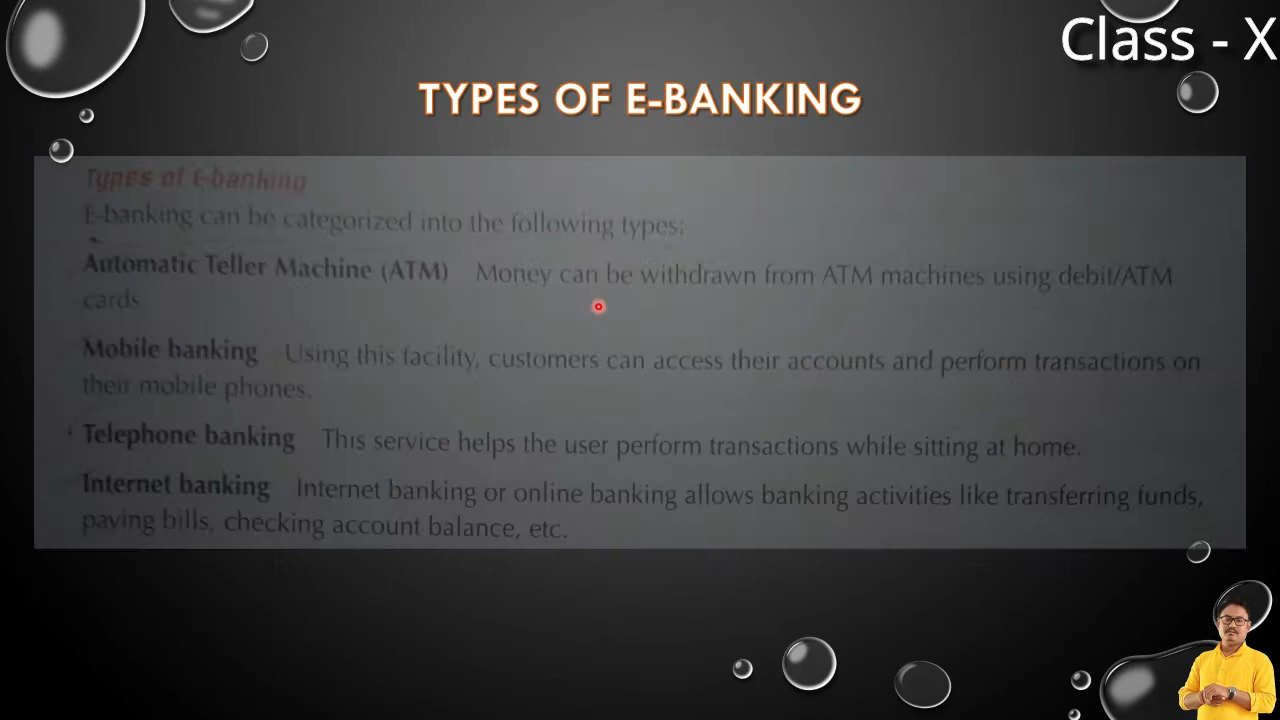 Class - X
TYPES OF E-BANKING
Types of E-banking
E-banking can be categorized into the following types:
Automatic Teller Machine (ATM) Money can be withdrawn from ATM machines using debit/ATM
cards
Mobile banking Using this facility, customers can access their accounts and perform transactions on
their mobile phones.
Telephone banking This service helps the user perform transactions while sitting at home.
Internet banking Internet banking or online banking allows banking activities like transferring funds,
paying bills, checking account balance, etc.